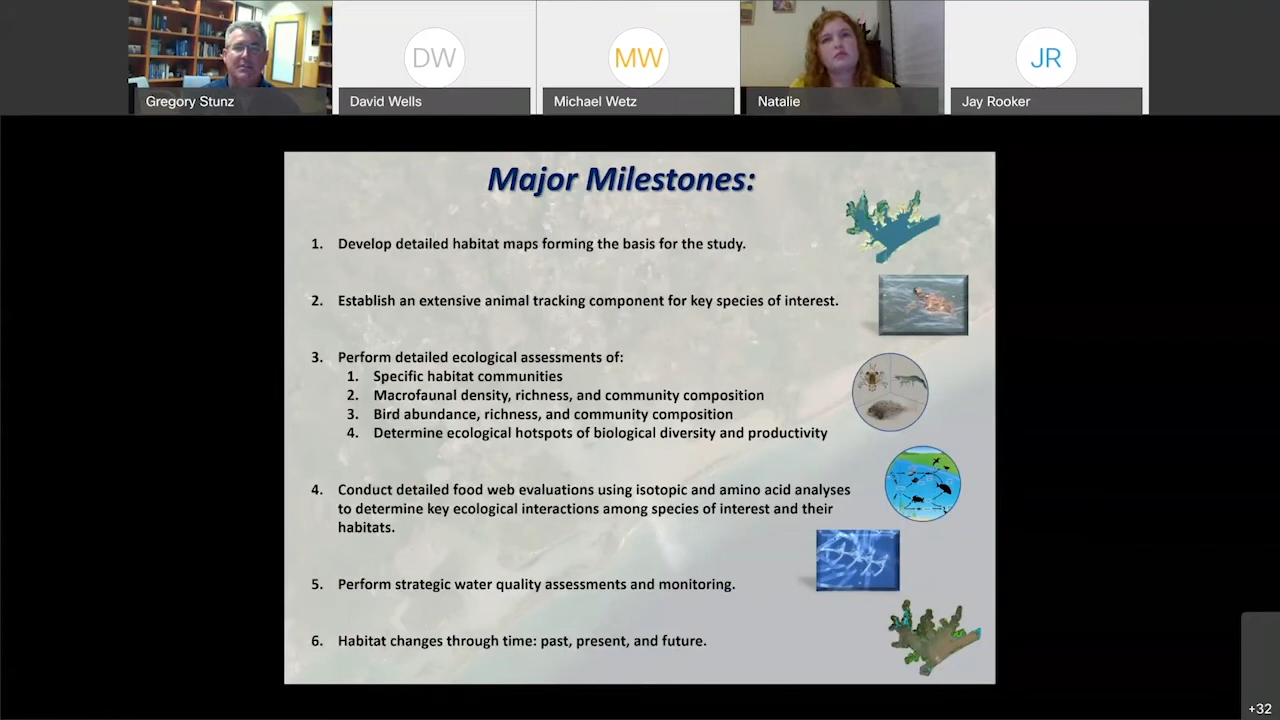 DW
MW
JR
Gregory Stunz
David Wells
Michael Wetz
Natalie
Jay Rooker
Major Milestones:
1. Develop detailed habitat maps forming the basis for the study.
2. Establish an extensive animal tracking component for key species of interest.
3. Perform detailed ecological assessments of:
1. Specific habitat communities
2. Macrofaunal density, richness, and community composition
3. Bird abundance, richness, and community composition
4. Determine ecological hotspots of biological diversity and productivity
4. Conduct detailed food web evaluations using isotopic and amino acid analyses
to determine key ecological interactions among species of interest and their
habitats.
5. Perform strategic water quality assessments and monitoring.
6. Habitat changes through time: past, present, and future.
+32